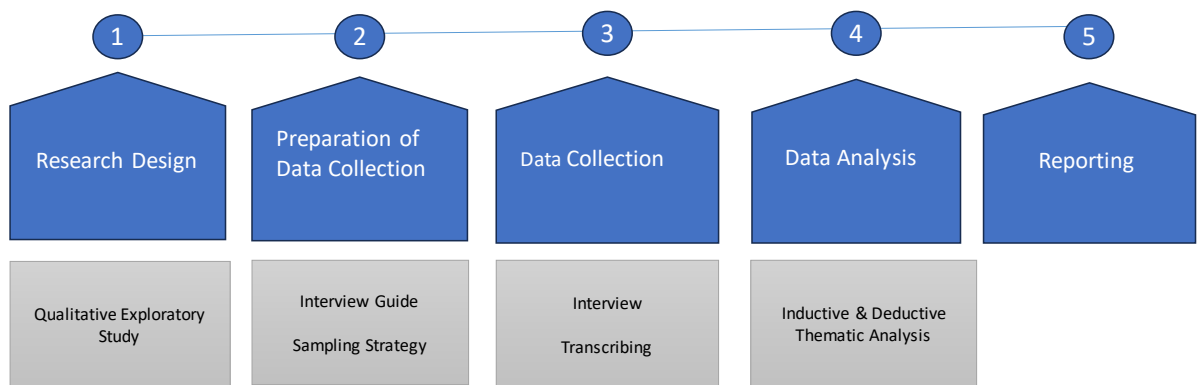 1
2
3
4
5
Research Design
Preparation of
Data Collection
Data Collection
Data Analysis
Reporting
Qualitative Exploratory
Study
Interview Guide
Sampling Strategy
Interview
Transcribing
Inductive & Deductive
Thematic Analysis